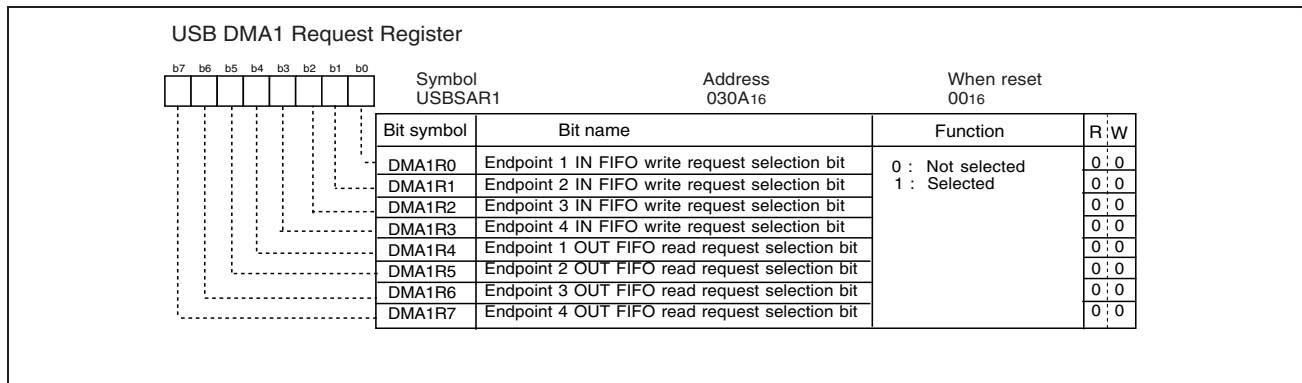 USB DMA1 Request Register
b7 b6 b5 b4 b3 b2 b1 b0
Symbol Address When reset
USBSAR1 030A16 0016
Bit symbol Bit name Function R W
DMA1R0 Endpoint 1 IN FIFO write request selection bit 0 : Not selected 0 0
DMA1R1 Endpoint 2 IN FIFO write request selection bit 1 : Selected 0 0
DMA1R2 Endpoint 3 IN FIFO write request selection bit 0 0
DMA1R3 Endpoint 4 IN FIFO write request selection bit 0 0
DMA1R4 Endpoint 1 OUT FIFO read request selection bit 0 0
DMA1R5 Endpoint 2 OUT FIFO read request selection bit 0 0
DMA1R6 Endpoint 3 OUT FIFO read request selection bit 0 0
DMA1R7 Endpoint 4 OUT FIFO read request selection bit 0 0